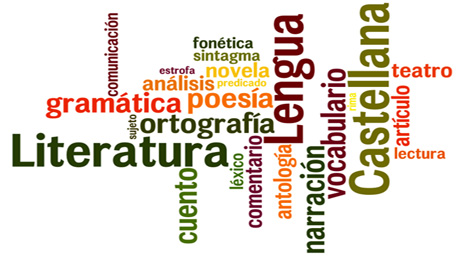 comunicación
fonética
sintagma
estrofa
novela
análisis
predicado
gramática
poesía
sujeto
ortografía
Literatura
Lengua
Castellana
teatro
rima
artículo
vocabulario
lectura
cuento
léxico
comentario
antología
narración